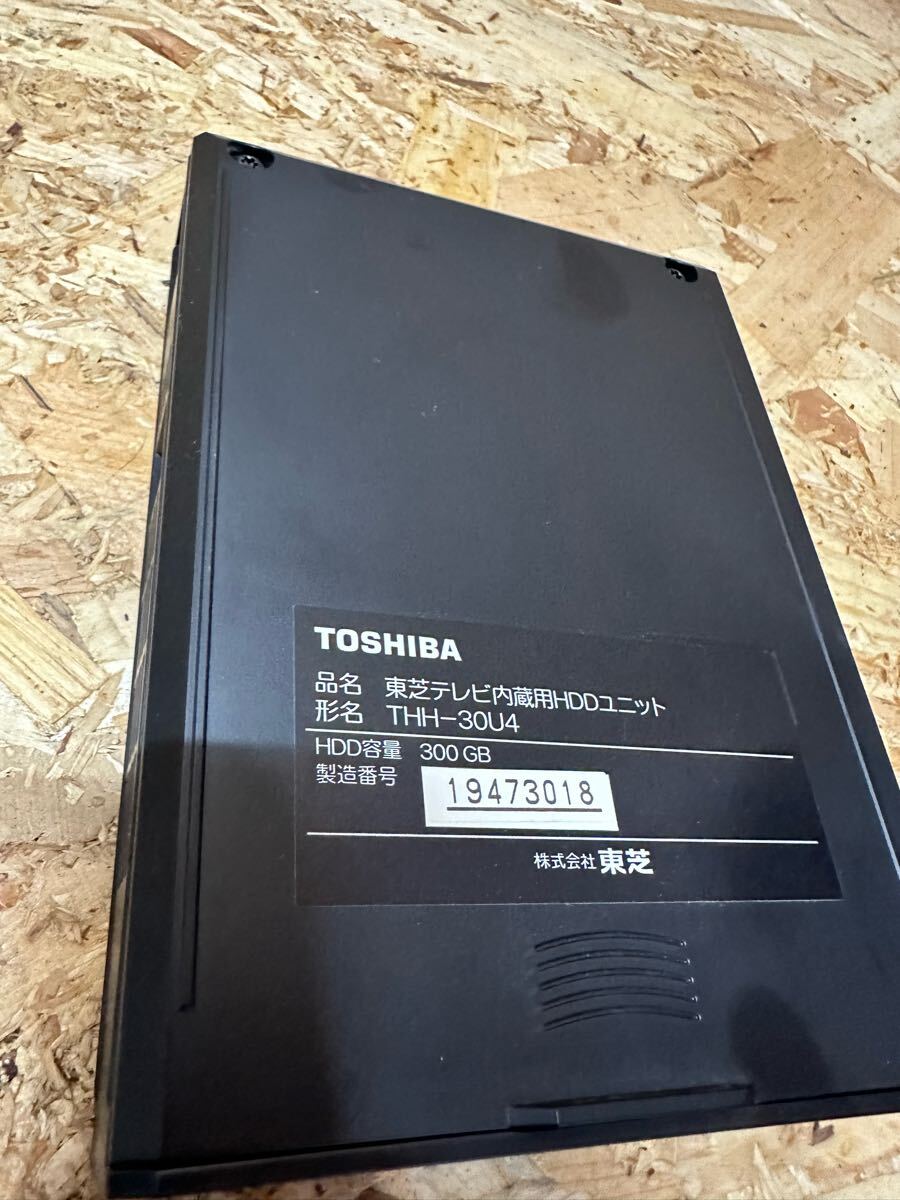 TOSHIBA
品名 東芝テレビ内蔵用HDDユニット
形名 THH-30U4
HDD容量 300 GB
製造番号 19473018
株式会社 東芝